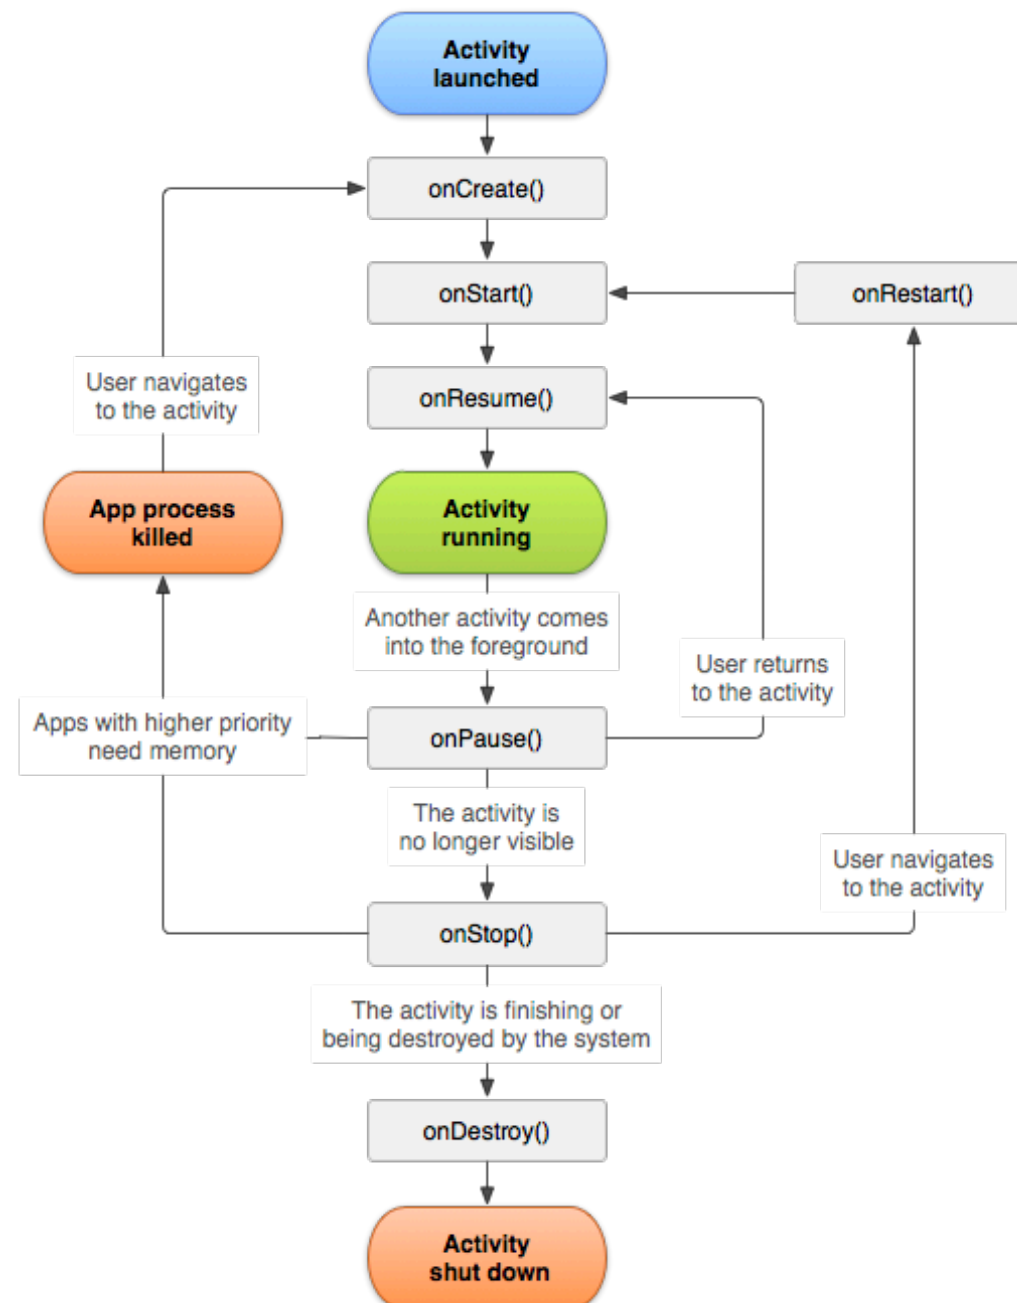 Activity
launched
onCreate()
onStart()
onRestart()
User navigates
to the activity
onResume()
App process
killed
Activity
running
Another activity comes
into the foreground
User returns
to the activity
Apps with higher priority
need memory
onPause()
The activity is
no longer visible
User navigates
to the activity
onStop()
The activity is finishing or
being destroyed by the system
onDestroy()
Activity
shut down